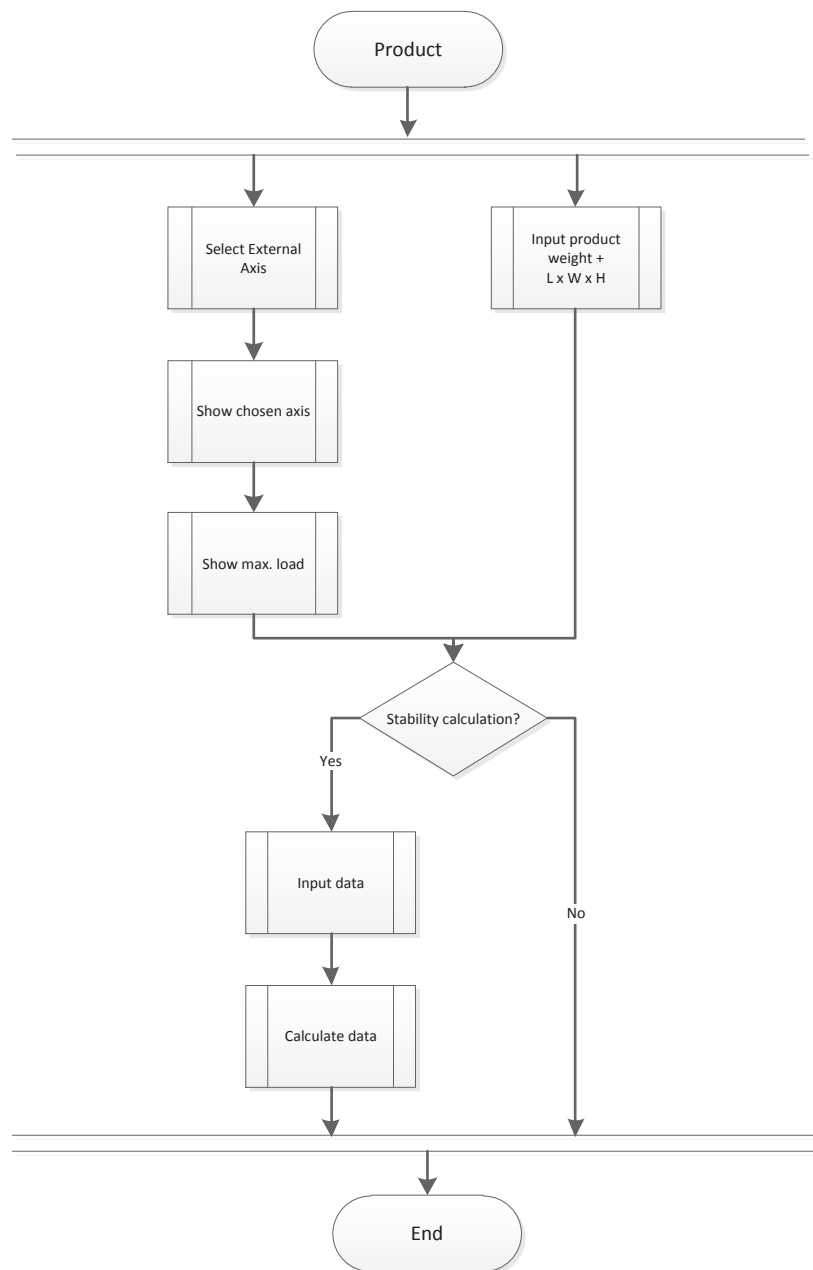 Product
Select External
Axis
Input product
weight +
L x W x H
Show chosen axis
Show max. load
Stability calculation?
Yes
Input data
No
Calculate data
End